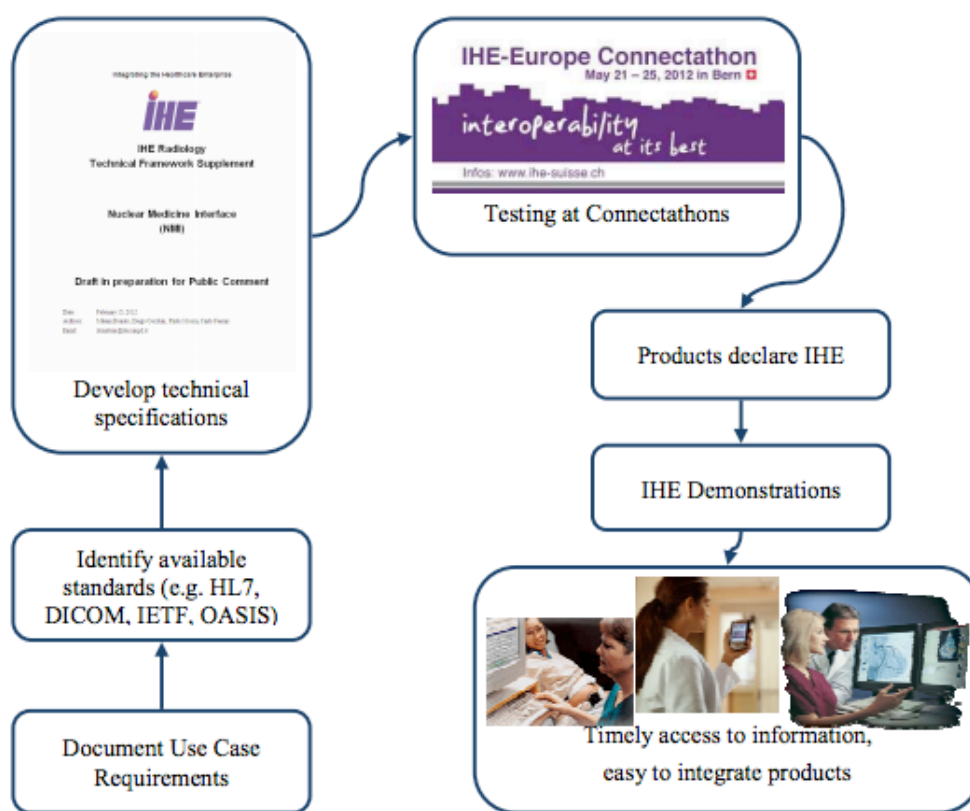 Integrating the Healthcare Enterprise
IHE
IHE Radiology
Technical Framework Supplement
Nuclear Medicine Interface
(NMI)
Draft in preparation for Public Comment
Date:
Authors:
Email:
Develop technical
specifications
Identify available
standards (e.g. HL7,
DICOM, IETF, OASIS)
Document Use Case
Requirements
IHE-Europe Connectathon
May 21 – 25, 2012 in Bern
interoperability
at its best
Infos: www.ihe-suisse.ch
Testing at Connectathons
Products declare IHE
IHE Demonstrations
Timely access to information,
easy to integrate products